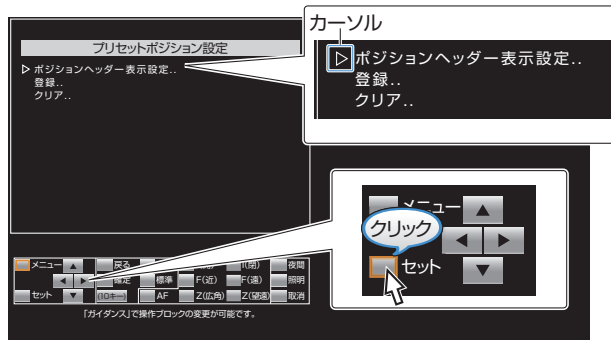 カーソル
プリセットポジション設定
ポジションヘッダー表示設定..
登録..
クリア..
ポジションヘッダー表示設定..
登録..
クリア..
メニュー
クリック
セット
メニュー 戻る (閉) 夜間
確定 標準 F(近) F(遠) 照明
セット (10キー) AF Z(広角) Z(望遠) 取消
「ガイダンス」で操作ブロックの変更が可能です。